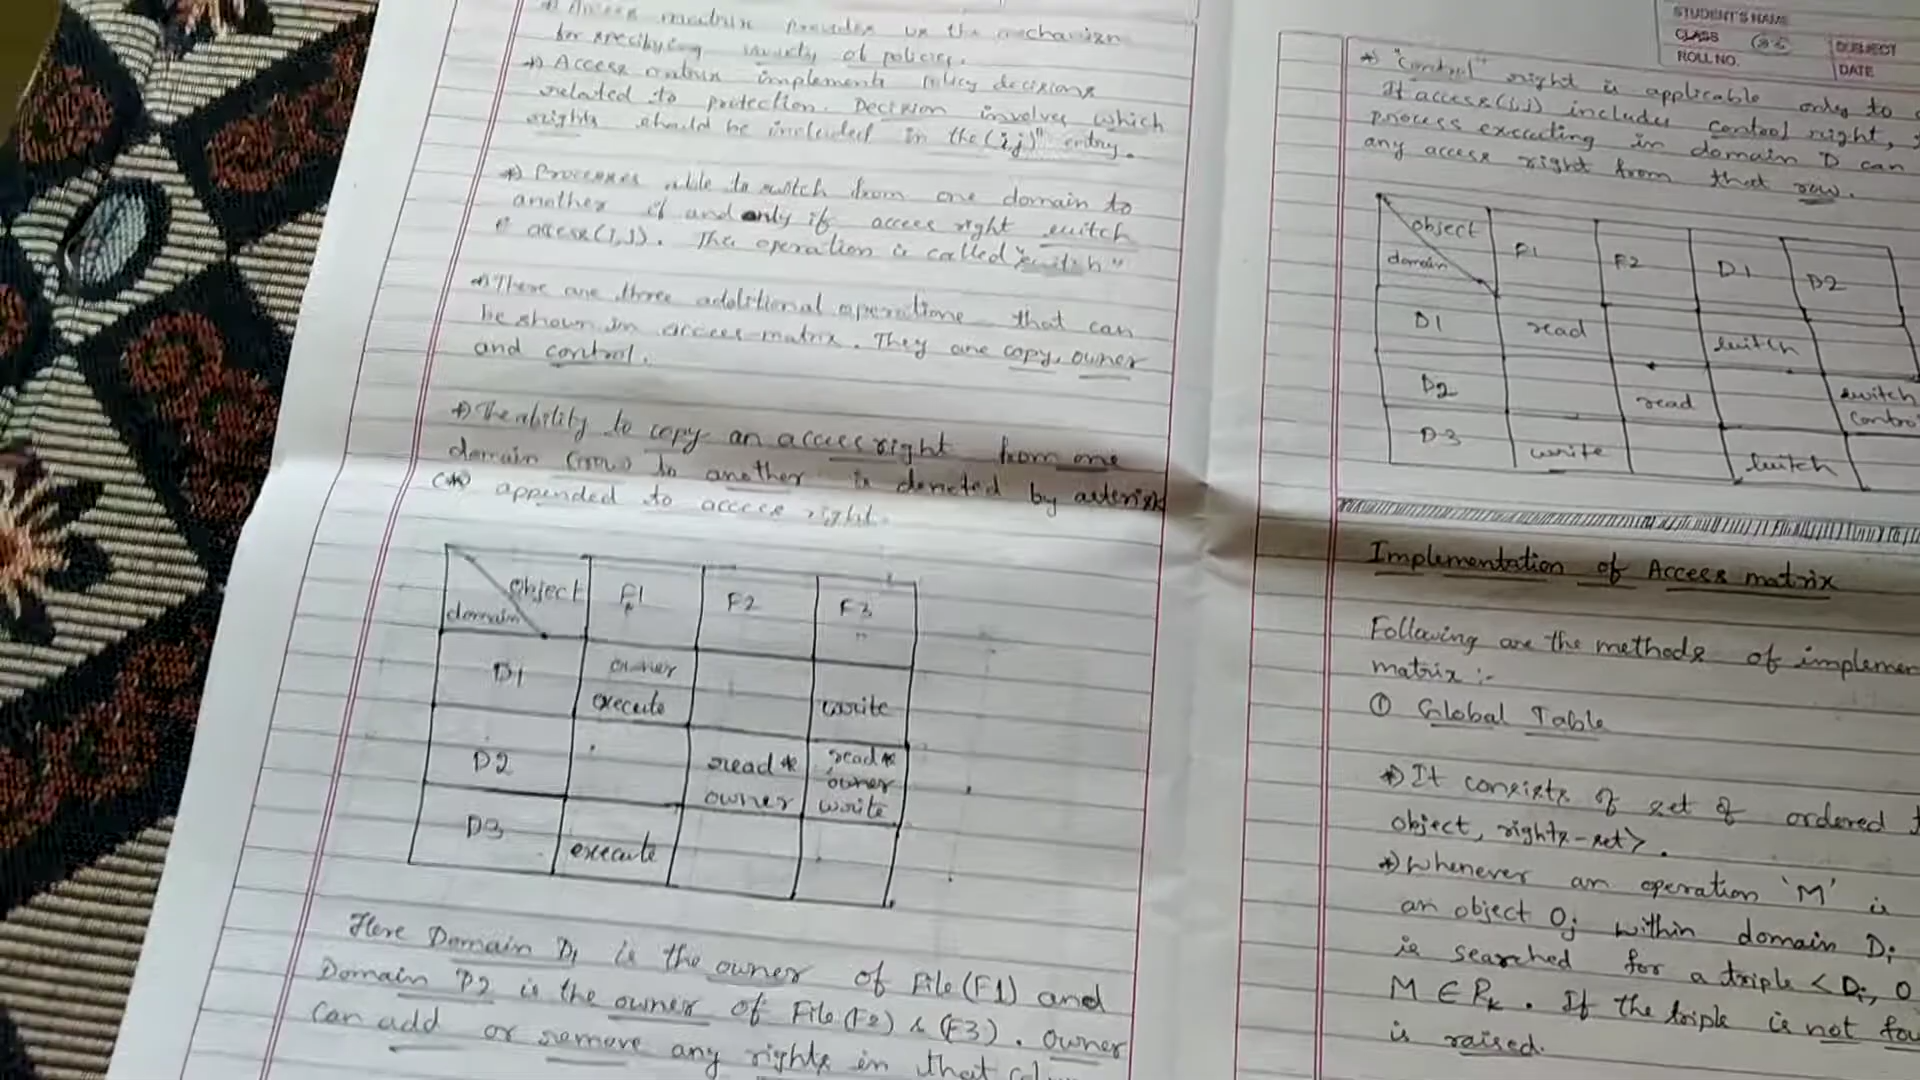 *) Access matrix provides us the mechanism
for specifying variety of policies.
*) Access matrix implements policy decisions
related to protection. Decision involves which
rights should be included in the (i,j)th entry.
*) Processes able to switch from one domain to
another if and only if access right switch
access(i,j). The operation is called "switch"
*) There are three additional operations that can
be shown in access-matrix. They are copy, owner
and control.
*) The ability to copy an access right from one
domain (row) to another is denoted by asterisk
(*) appended to access right.
object F1 F2 F3
domain
D1 owner
execute write
D2 read* read*
owner owner
write
D3 execute
Here Domain D1 is the owner of File (F1) and
Domain D2 is the owner of File (F2) & (F3). Owner
can add or remove any rights in that
STUDENT'S NAME
CLASS SUBJECT
ROLL NO. DATE
*) "Control" right is applicable only to
If access(i,j) includes control right,
process executing in domain D can
any access right from that row.
object F1 F2 D1 D2
domain
D1 read switch
D2 read switch
control
D3 write switch
Implementation of Access matrix
Following are the methods of implemen
matrix :-
① Global Table
*) It consists of set of ordered t
object, rights-set>.
*) Whenever an operation 'M' is
an object Oj within domain Di
is searched for a triple <Di, O
M ∈ Rk. If the triple is not fou
is raised.